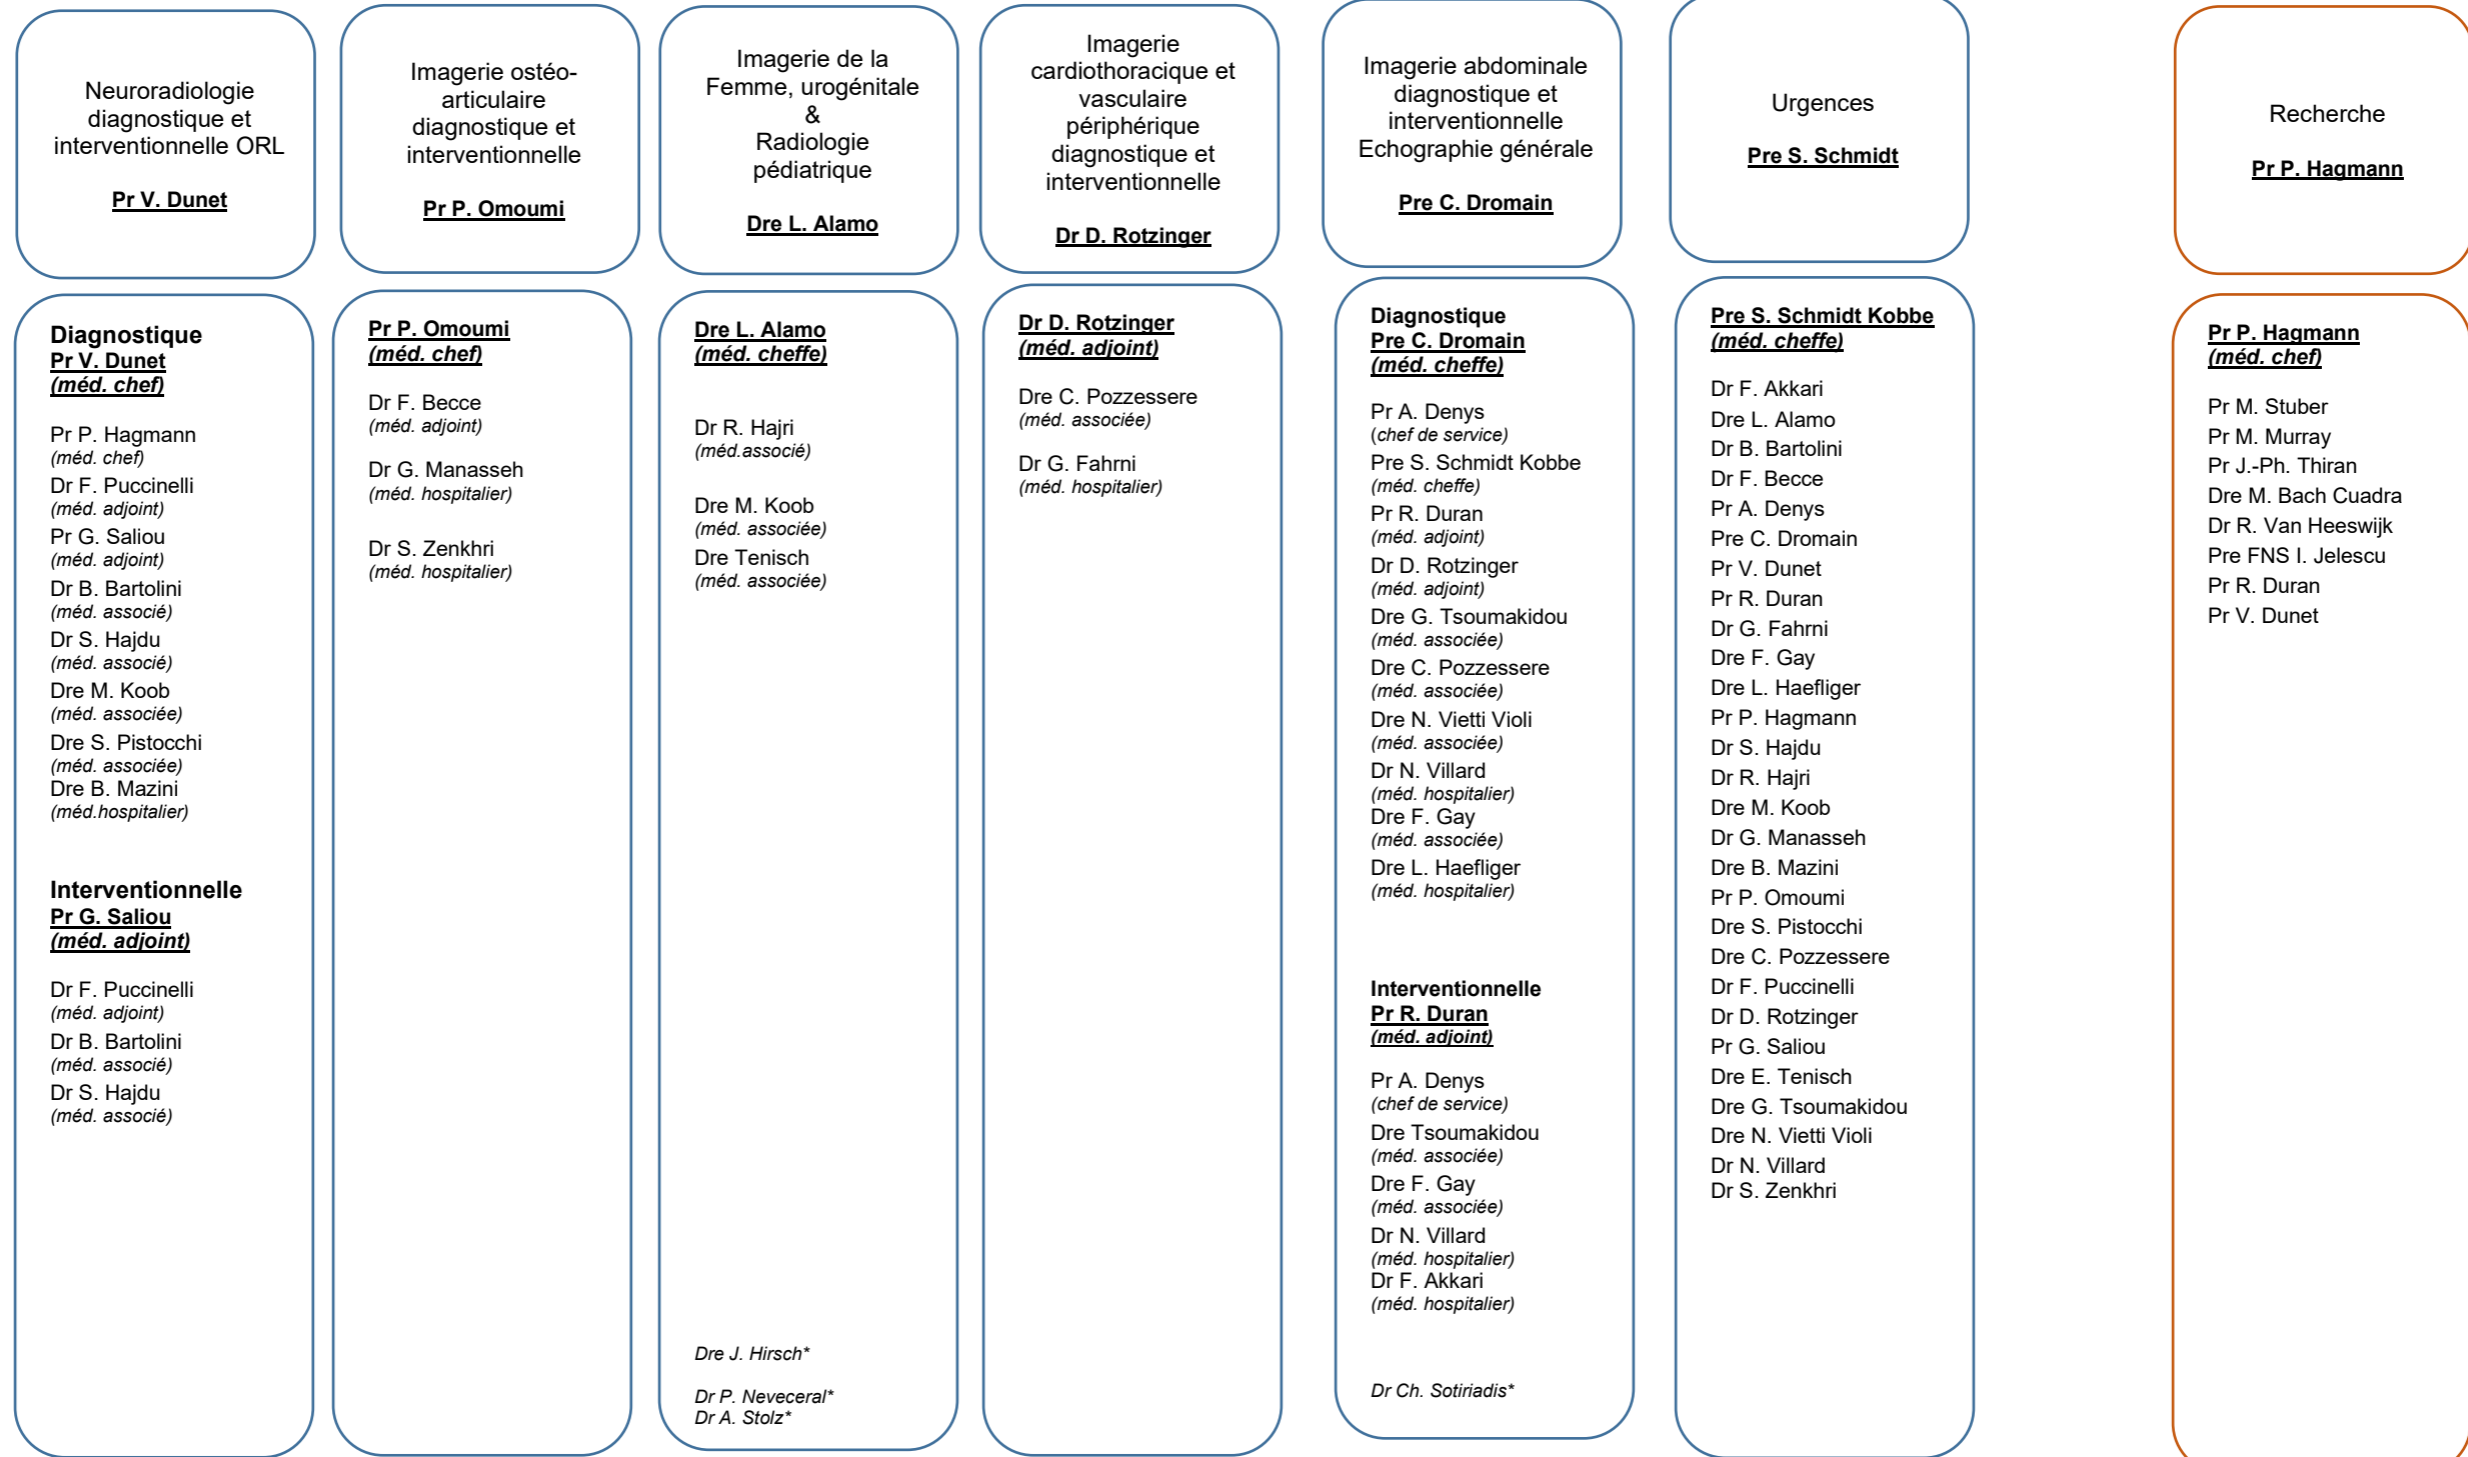 Neuroradiologie
diagnostique et
interventionnelle ORL
Pr V. Dunet
Imagerie ostéo-
articulaire
diagnostique et
interventionnelle
Pr P. Omoumi
Imagerie de la
Femme, urogénitale
&
Radiologie
pédiatrique
Dre L. Alamo
Imagerie
cardiothoracique et
vasculaire
périphérique
diagnostique et
interventionnelle
Dr D. Rotzinger
Imagerie abdominale
diagnostique et
interventionnelle
Echographie générale
Pre C. Dromain
Urgences
Pre S. Schmidt
Recherche
Pr P. Hagmann
Diagnostique
Pr V. Dunet
(méd. chef)
Pr P. Hagmann
(méd. chef)
Dr F. Puccinelli
(méd. adjoint)
Pr G. Saliou
(méd. adjoint)
Dr B. Bartolini
(méd. associé)
Dr S. Hajdu
(méd. associé)
Dre M. Koob
(méd. associée)
Dre S. Pistocchi
(méd. associée)
Dre B. Mazini
(méd.hospitalier)
Interventionnelle
Pr G. Saliou
(méd. adjoint)
Dr F. Puccinelli
(méd. adjoint)
Dr B. Bartolini
(méd. associé)
Dr S. Hajdu
(méd. associé)
Pr P. Omoumi
(méd. chef)
Dr F. Becce
(méd. adjoint)
Dr G. Manasseh
(méd. hospitalier)
Dr S. Zenkhri
(méd. hospitalier)
Dre L. Alamo
(méd. cheffe)
Dr R. Hajri
(méd.associé)
Dre M. Koob
(méd. associée)
Dre Tenisch
(méd. associée)
Dre J. Hirsch*
Dr P. Neveceral*
Dr A. Stolz*
Dr D. Rotzinger
(méd. adjoint)
Dre C. Pozzessere
(méd. associée)
Dr G. Fahrni
(méd. hospitalier)
Diagnostique
Pre C. Dromain
(méd. cheffe)
Pr A. Denys
(chef de service)
Pre S. Schmidt Kobbe
(méd. cheffe)
Pr R. Duran
(méd. adjoint)
Dr D. Rotzinger
(méd. adjoint)
Dre G. Tsoumakidou
(méd. associée)
Dre C. Pozzessere
(méd. associée)
Dre N. Vietti Violi
(méd. associée)
Dr N. Villard
(méd. hospitalier)
Dre F. Gay
(méd. associée)
Dre L. Haefliger
(méd. hospitalier)
Interventionnelle
Pr R. Duran
(méd. adjoint)
Pr A. Denys
(chef de service)
Dre Tsoumakidou
(méd. associée)
Dre F. Gay
(méd. associée)
Dr N. Villard
(méd. hospitalier)
Dr F. Akkari
(méd. hospitalier)
Dr Ch. Sotiriadis*
Pre S. Schmidt Kobbe
(méd. cheffe)
Dr F. Akkari
Dre L. Alamo
Dr B. Bartolini
Dr F. Becce
Pr A. Denys
Pre C. Dromain
Pr V. Dunet
Pr R. Duran
Dr G. Fahrni
Dre F. Gay
Dre L. Haefliger
Pr P. Hagmann
Dr S. Hajdu
Dr R. Hajri
Dre M. Koob
Dr G. Manasseh
Dre B. Mazini
Pr P. Omoumi
Dre S. Pistocchi
Dre C. Pozzessere
Dr F. Puccinelli
Dr D. Rotzinger
Pr G. Saliou
Dre E. Tenisch
Dre G. Tsoumakidou
Dre N. Vietti Violi
Dr N. Villard
Dr S. Zenkhri
Pr P. Hagmann
(méd. chef)
Pr M. Stuber
Pr M. Murray
Pr J.-Ph. Thiran
Dre M. Bach Cuadra
Dr R. Van Heeswijk
Pre FNS I. Jelescu
Pr R. Duran
Pr V. Dunet